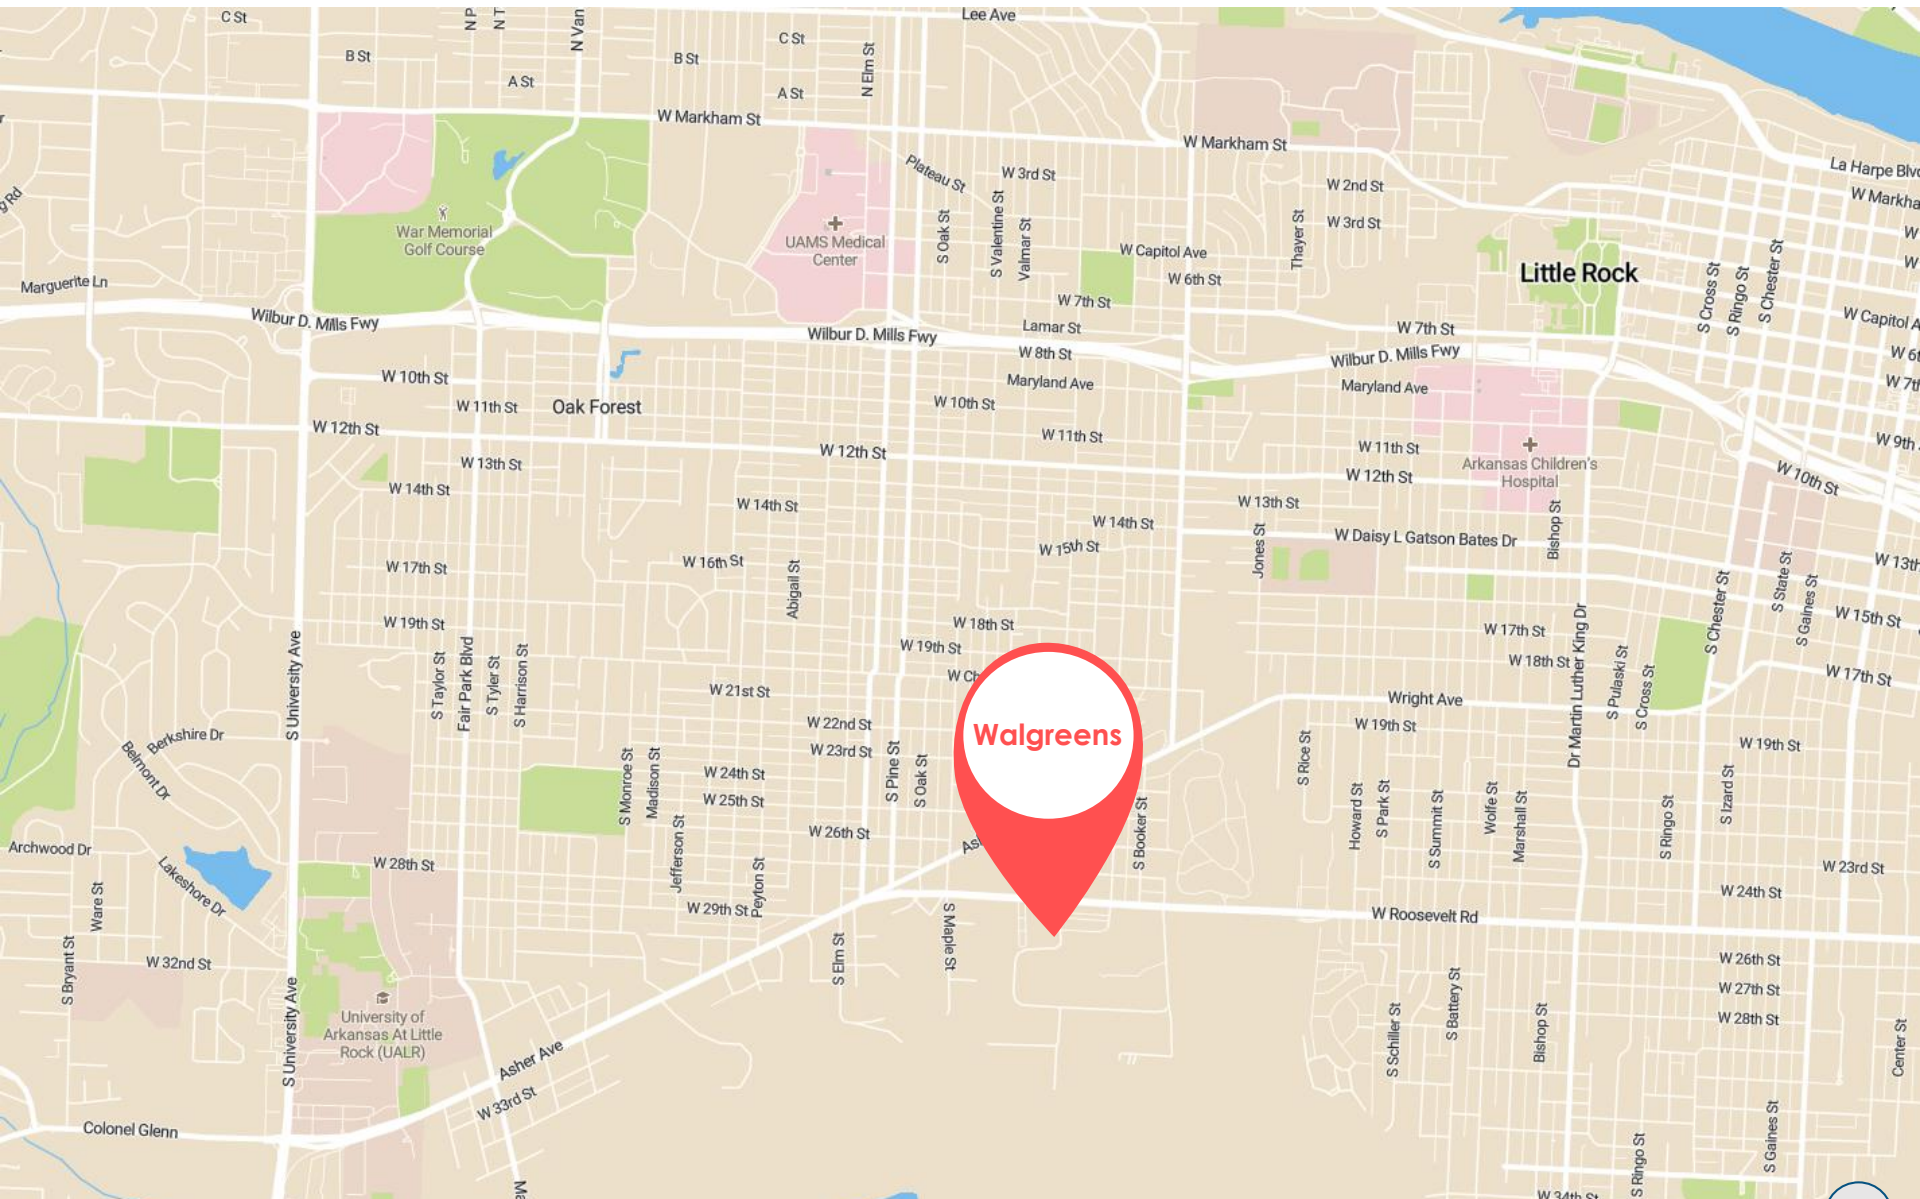 C St
N P
N T
N Van
Lee Ave
B St
A St
B St
C St
A St
N Elm St
W Markham St
W Markham St
La Harpe Blvd
W Markha
Plateau St
W 3rd St
W 2nd St
W 3rd St
S Oak St
S Valentine St
Valmar St
Thayer St
War Memorial
Golf Course
UAMS Medical
Center
W Capitol Ave
W 6th St
W 7th St
Little Rock
S Cross St
S Ringo St
S Chester St
W
W
g Rd
Marguerite Ln
Wilbur D. Mills Fwy
Wilbur D. Mills Fwy
Lamar St
W 8th St
Maryland Ave
W 7th St
Wilbur D. Mills Fwy
Maryland Ave
W Capitol A
W 6t
W 7th
W 10th St
W 11th St
Oak Forest
W 10th St
W 12th St
W 13th St
W 14th St
W 12th St
W 11th St
W 11th St
W 12th St
Arkansas Children's
Hospital
W 9th
W 10th St
W 14th St
W 13th St
W 14th St
W 15th St
Jones St
W Daisy L Gatson Bates Dr
Bishop St
W 13th
W 17th St
W 16th St
Abigail St
S State St
S Gaines St
S Chester St
W 15th St
W 19th St
W 18th St
W 19th St
W Ch
W 17th St
W 18th St
Dr Martin Luther King Dr
S Pulaski St
S Cross St
W 17th St
S University Ave
S Taylor St
Fair Park Blvd
S Tyler St
S Harrison St
W 21st St
W 22nd St
W 23rd St
Wright Ave
W 19th St
W 19th St
Berkshire Dr
Belmont Dr
S Monroe St
Madison St
W 24th St
W 25th St
W 26th St
S Pine St
S Oak St
Walgreens
S Booker St
S Rice St
Howard St
S Park St
S Summit St
Wolfe St
Marshall St
S Ringo St
S Izard St
Archwood Dr
Lakeshore Dr
Ware St
W 28th St
Jefferson St
Peyton St
W 29th St
As
W 23rd St
W 24th St
W Roosevelt Rd
S Bryant St
W 32nd St
S Elm St
S Maple St
W 26th St
W 27th St
W 28th St
S University Ave
University of
Arkansas At Little
Rock (UALR)
Asher Ave
W 33rd St
S Schiller St
S Battery St
Bishop St
Center St
Colonel Glenn
S Ringo St
S Gaines St
W 34th St
Ma